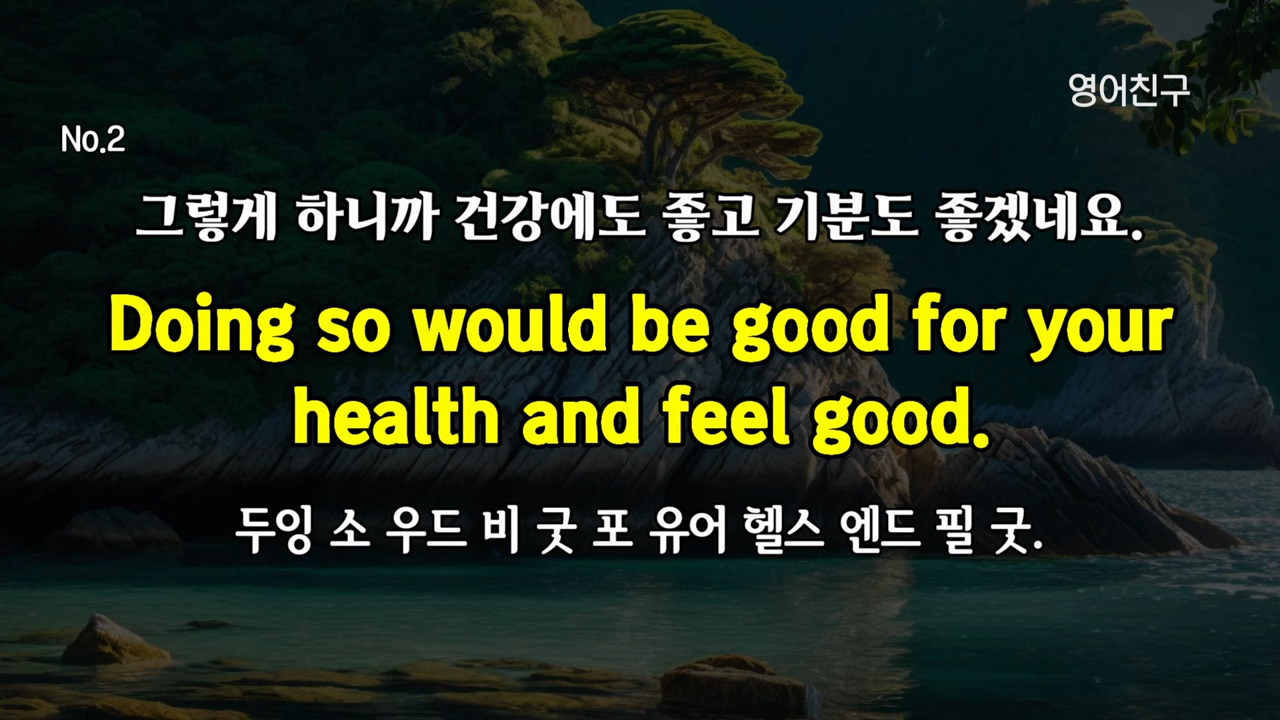 영어친구
No.2
그렇게 하니까 건강에도 좋고 기분도 좋겠네요.
Doing so would be good for your
health and feel good.
두잉 소 우드 비 굿 포 유어 헬스 엔드 필 굿.